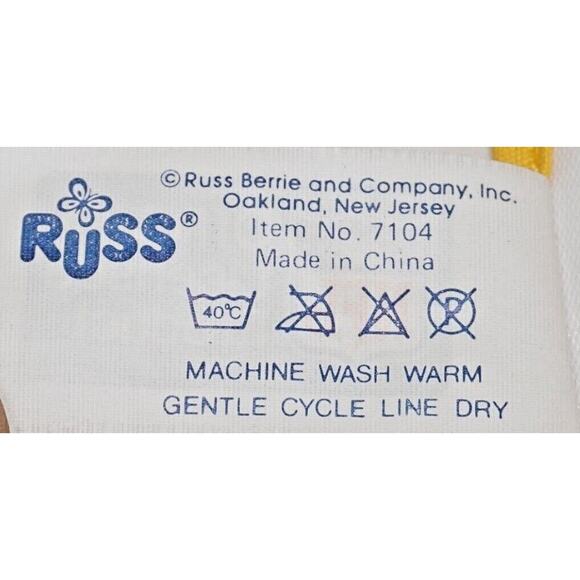 RUSS®
© Russ Berrie and Company, Inc.
Oakland, New Jersey
Item No. 7104
Made in China
40°C
P
MACHINE WASH WARM
GENTLE CYCLE LINE DRY